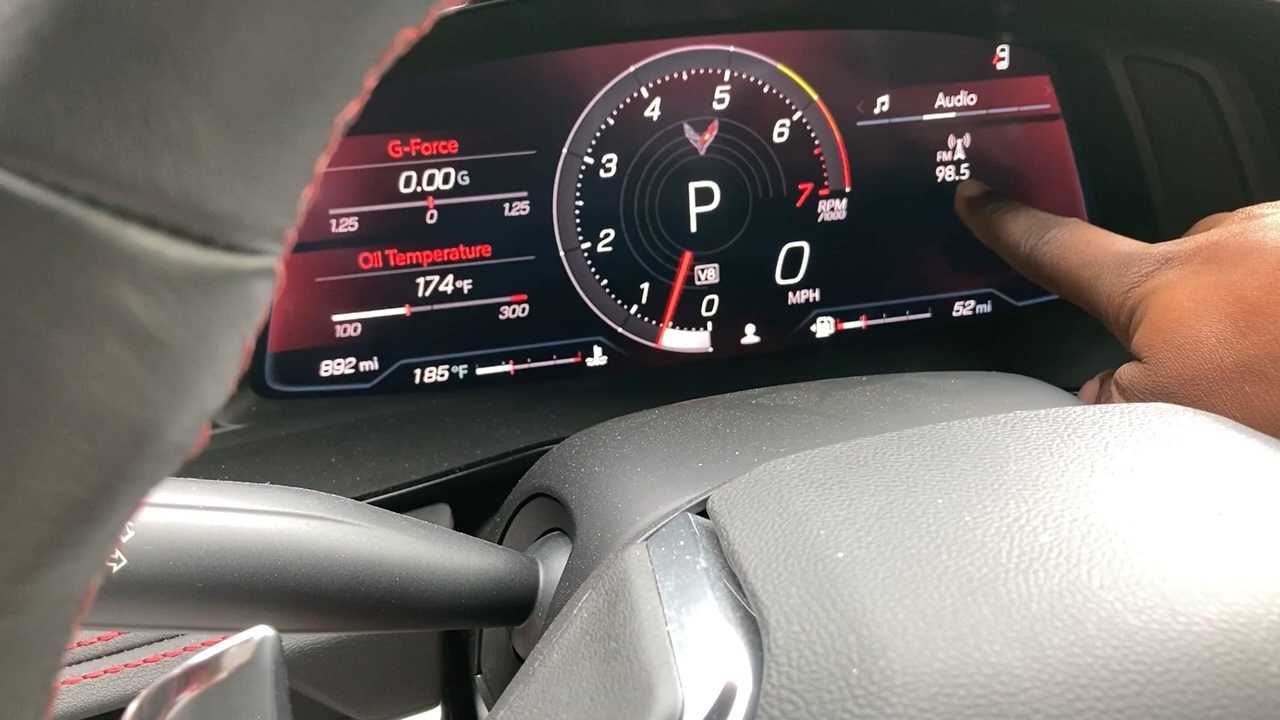 G-Force
0.00G
1.25 0 1.25
Oil Temperature
174°F
100 300
892 mi
185°F
4 5 6
3
2
1 0
7
RPM
/1000
P
V8
0
MPH
Audio
FM
98.5
52 mi